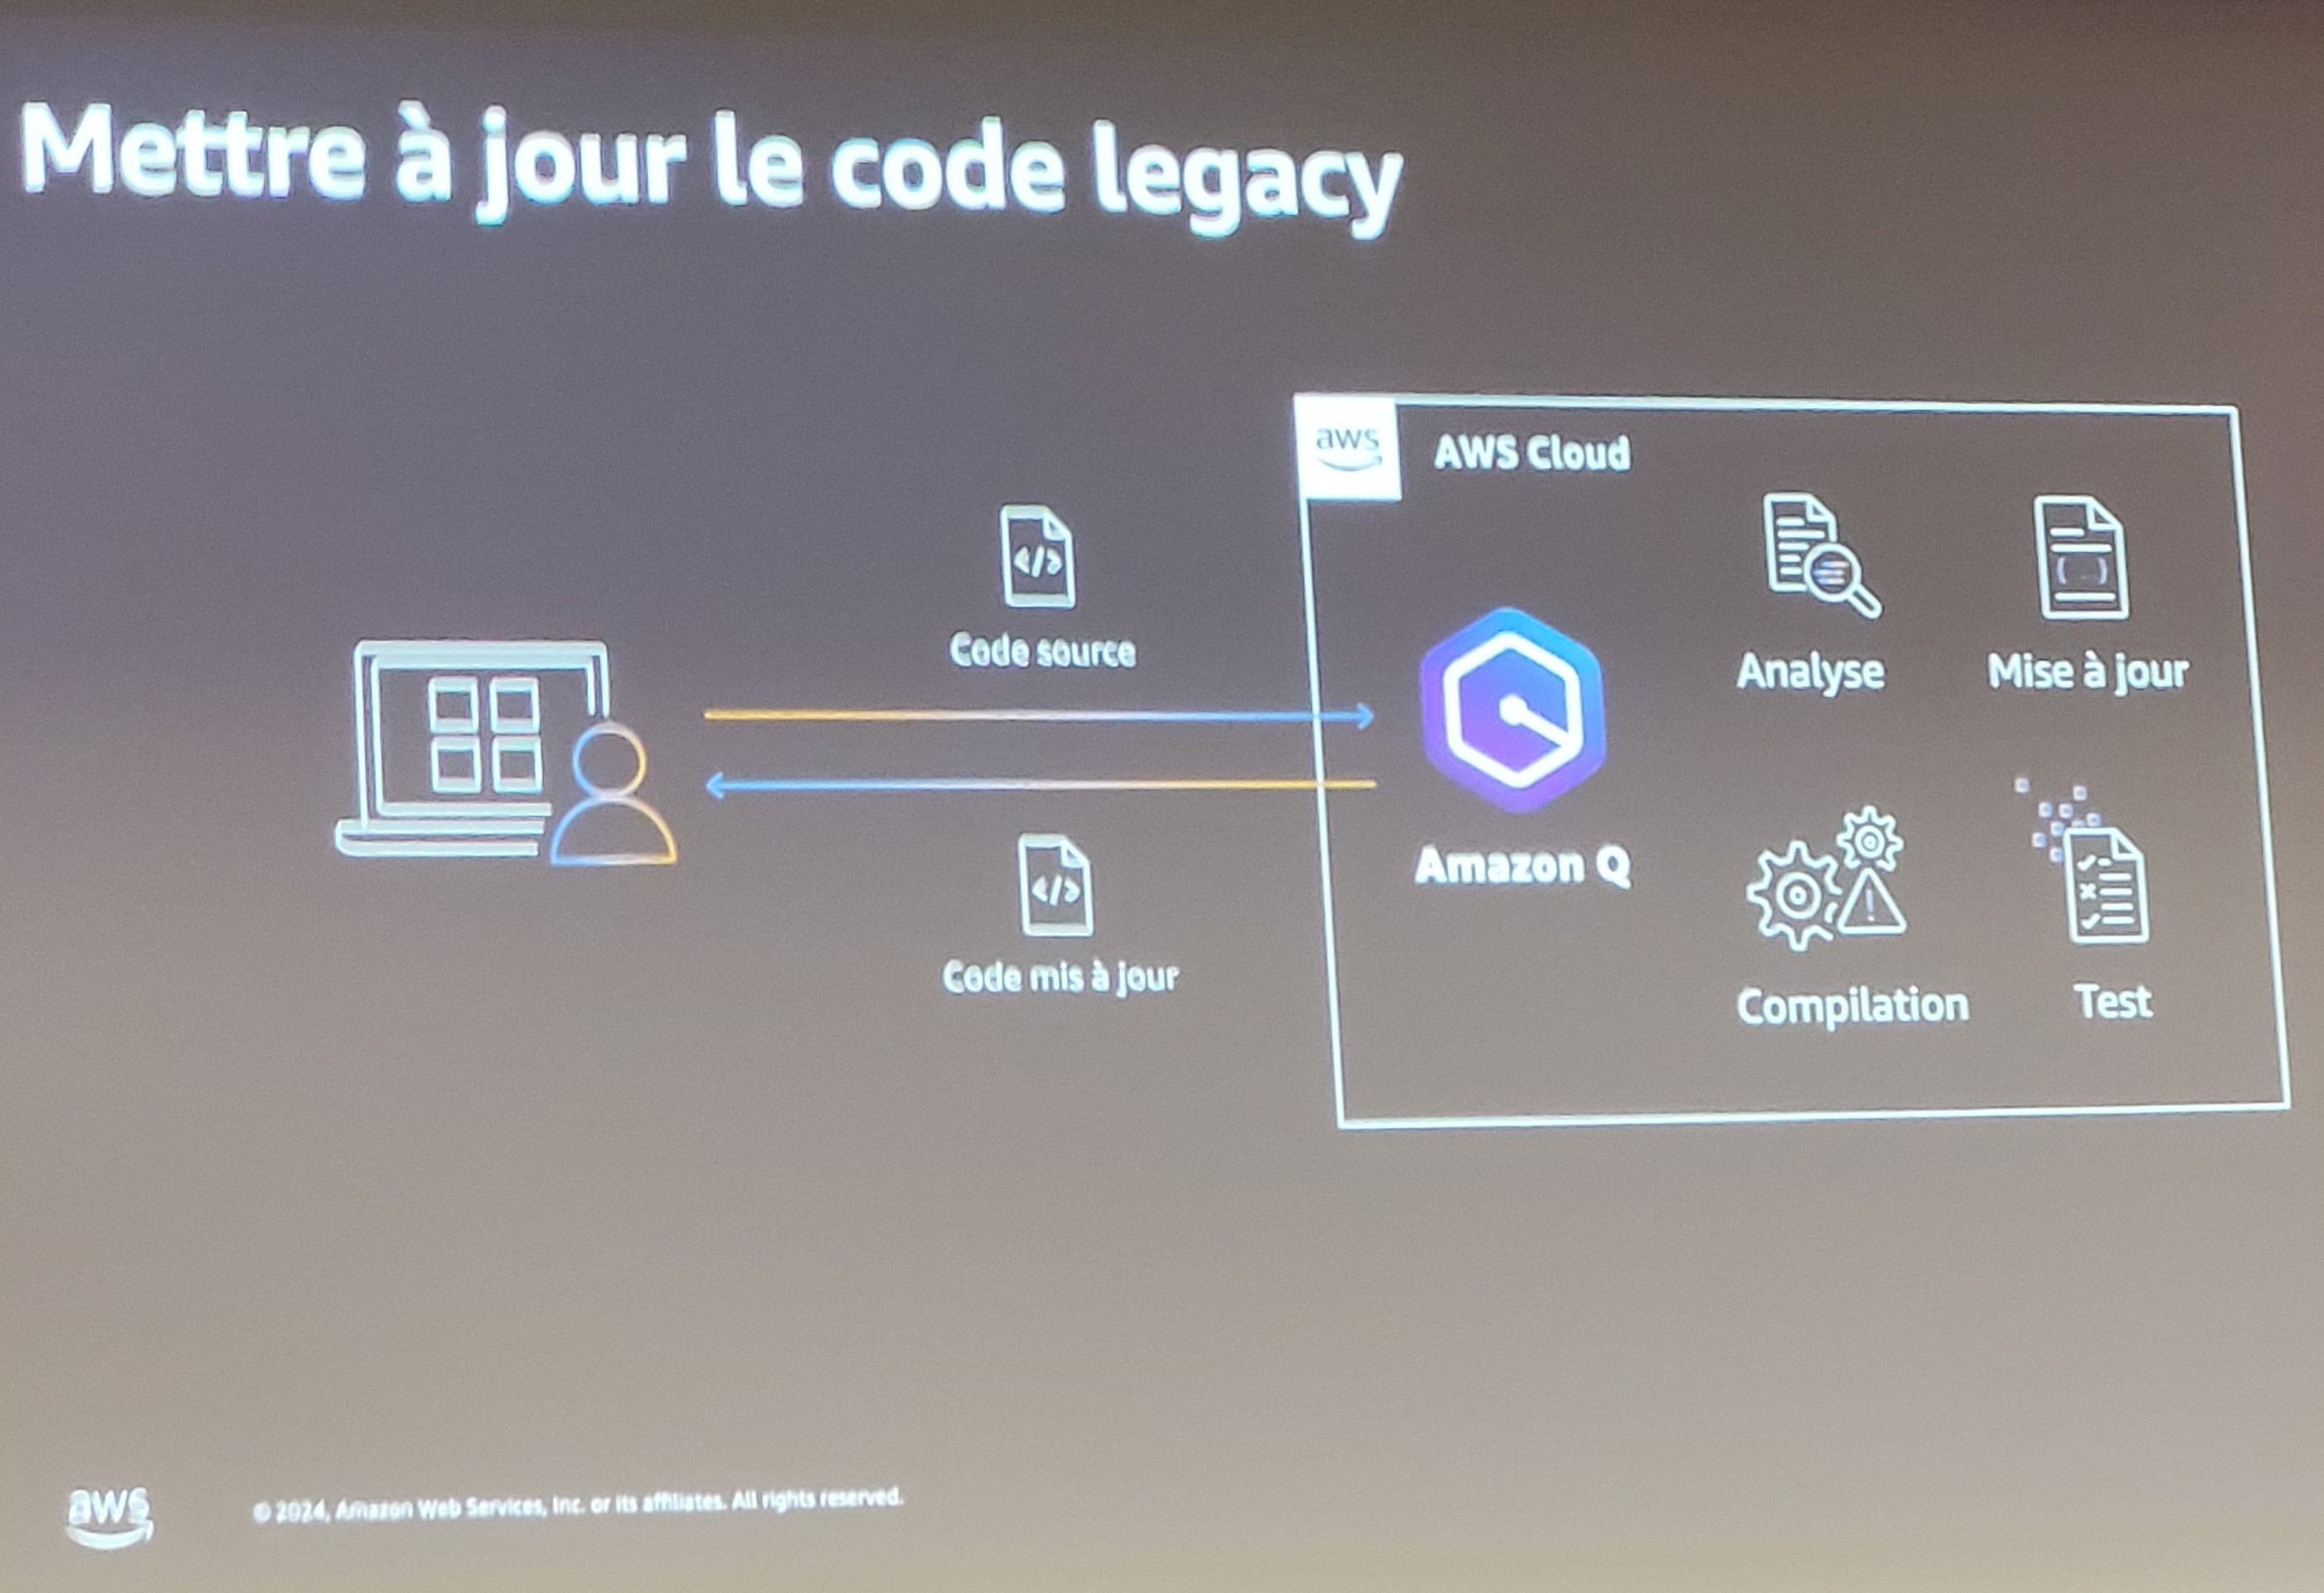 Mettre à jour le code legacy
aws
AWS Cloud
</>
Code source
Analyse
Mise à jour
Amazon Q
</>
Code mis à jour
Compilation
Test
aws
© 2024, Amazon Web Services, Inc. or its affiliates. All rights reserved.